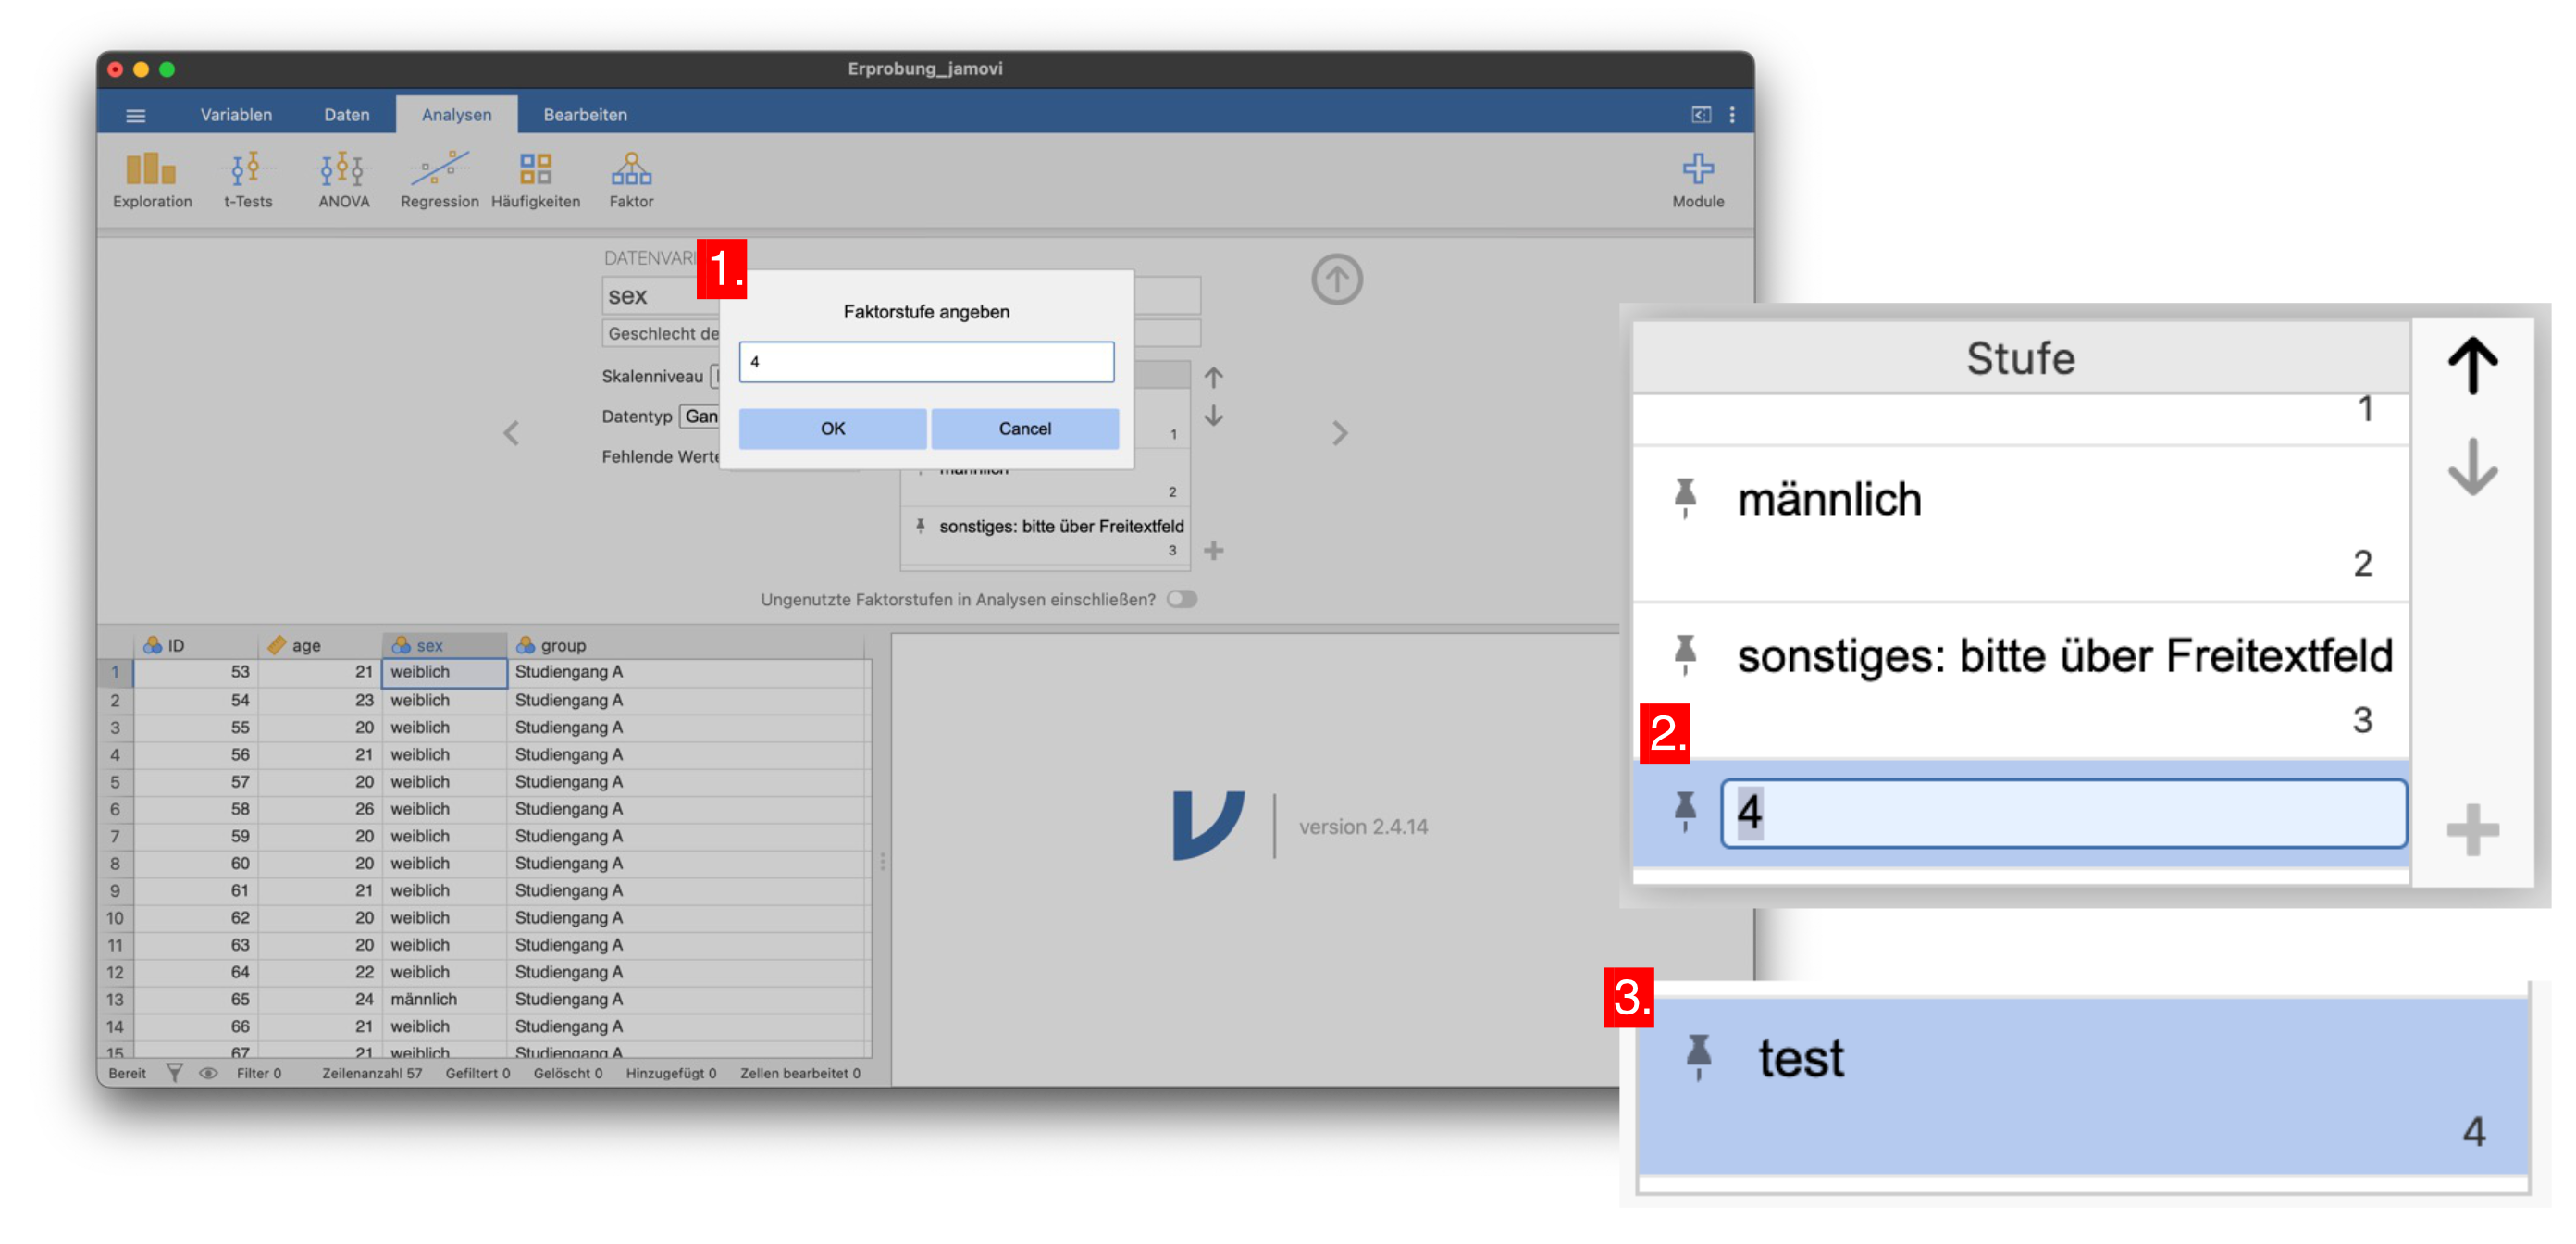 Erprobung_jamovi
Variablen Daten Analysen Bearbeiten
Exploration t-Tests ANOVA Regression Häufigkeiten Faktor Module
DATENVARI
1.
sex
Faktorstufe angeben
Geschlecht de
4
Skalenniveau
Datentyp Gan
OK Cancel
1
Fehlende Werte
männlich
2
sonstiges: bitte über Freitextfeld
3
Ungenutzte Faktorstufen in Analysen einschließen?
ID age sex group
1 53 21 weiblich Studiengang A
2 54 23 weiblich Studiengang A
3 55 20 weiblich Studiengang A
4 56 21 weiblich Studiengang A
5 57 20 weiblich Studiengang A
6 58 26 weiblich Studiengang A
7 59 20 weiblich Studiengang A
8 60 20 weiblich Studiengang A
9 61 21 weiblich Studiengang A
10 62 20 weiblich Studiengang A
11 63 20 weiblich Studiengang A
12 64 22 weiblich Studiengang A
13 65 24 männlich Studiengang A
14 66 21 weiblich Studiengang A
15 67 21 weiblich Studiengang A
Bereit Filter 0 Zeilenanzahl 57 Gefiltert 0 Gelöscht 0 Hinzugefügt 0 Zellen bearbeitet 0
version 2.4.14
Stufe
1
männlich
2
sonstiges: bitte über Freitextfeld
3
2.
4
3.
test
4